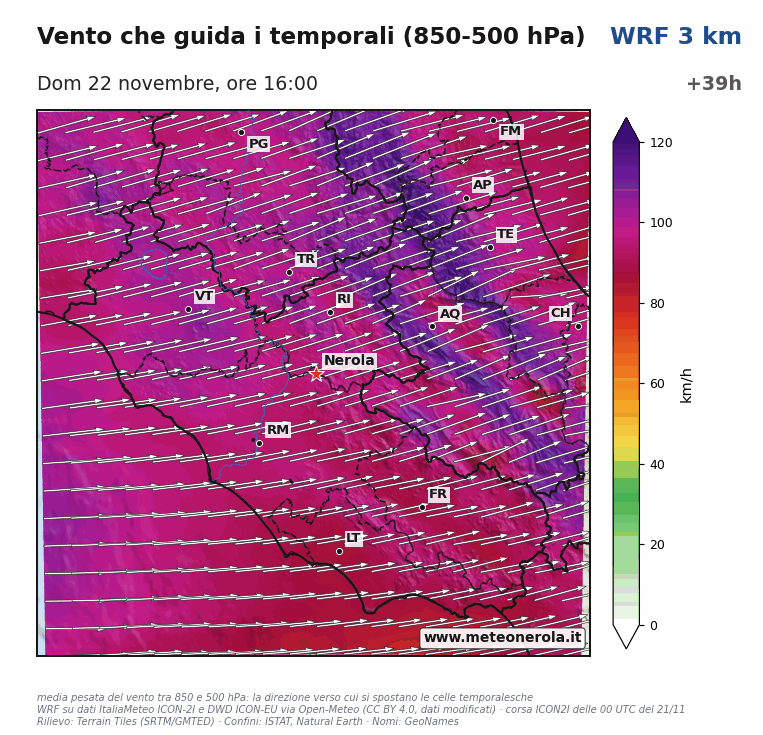 Vento che guida i temporali (850-500 hPa) WRF 3 km
Dom 22 novembre, ore 16:00 +39h
FM
PG
AP
TE
TR
VT
RI
AQ
CH
Nerola
RM
FR
LT
www.meteonerola.it
120
100
80
60
40
20
0
km/h
media pesata del vento tra 850 e 500 hPa: la direzione verso cui si spostano le celle temporalesche
WRF su dati ItaliaMeteo ICON-2I e DWD ICON-EU via Open-Meteo (CC BY 4.0, dati modificati) · corsa ICON2I delle 00 UTC del 21/11
Rilievo: Terrain Tiles (SRTM/GMTED) · Confini: ISTAT, Natural Earth · Nomi: GeoNames